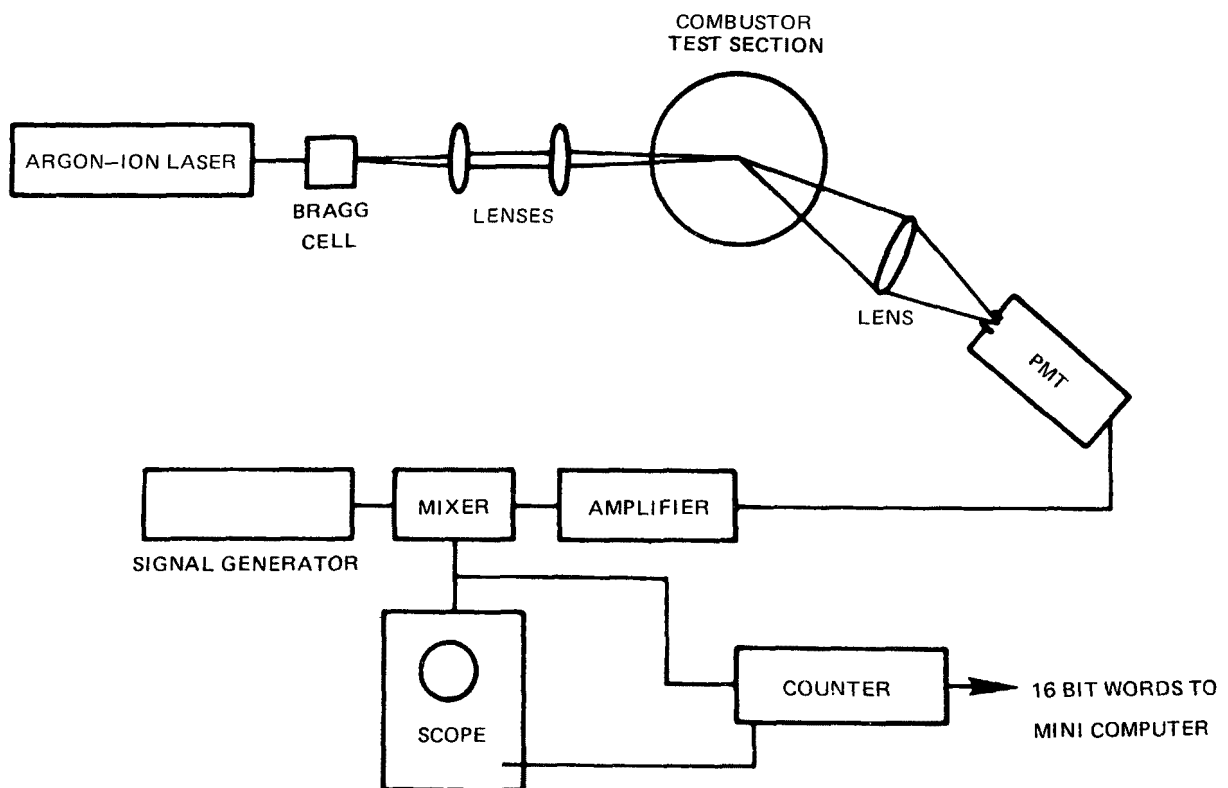 COMBUSTOR
TEST SECTION
ARGON–ION LASER
BRAGG
CELL
LENSES
LENS
PMT
MIXER
AMPLIFIER
SIGNAL GENERATOR
SCOPE
COUNTER
16 BIT WORDS TO
MINI COMPUTER